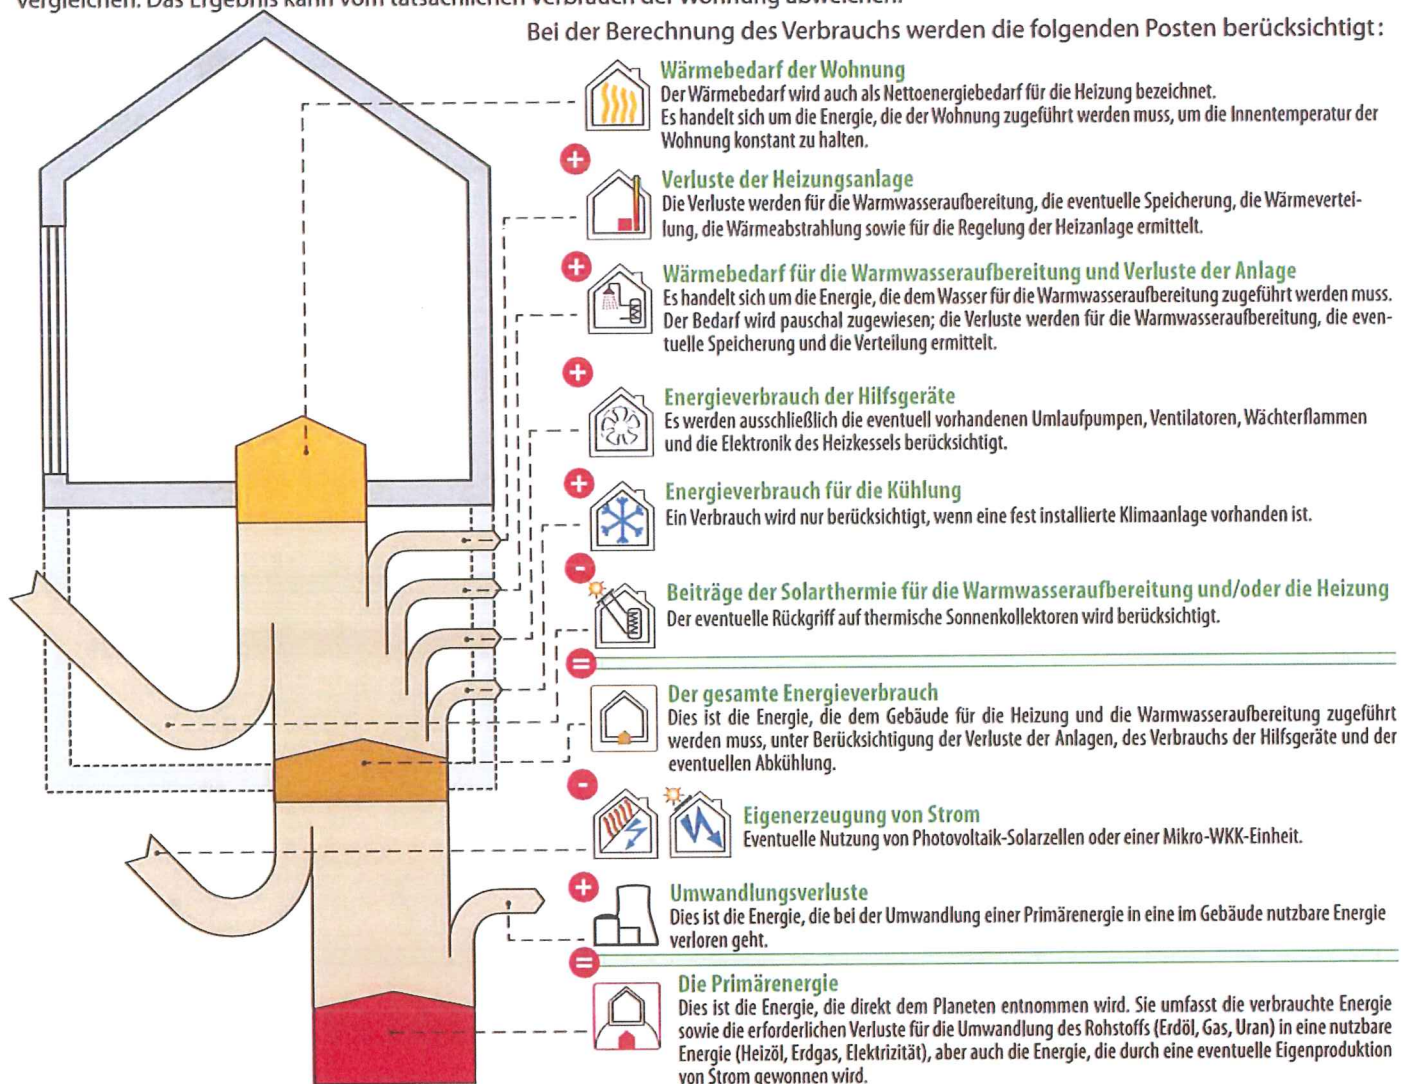 vergleichen. Das Ergebnis kann vom tatsächlichen Verbrauch der Wohnung abweichen.
Bei der Berechnung des Verbrauchs werden die folgenden Posten berücksichtigt:
Wärmebedarf der Wohnung
Der Wärmebedarf wird auch als Nettoenergiebedarf für die Heizung bezeichnet.
Es handelt sich um die Energie, die der Wohnung zugeführt werden muss, um die Innentemperatur der
Wohnung konstant zu halten.
+
Verluste der Heizungsanlage
Die Verluste werden für die Warmwasseraufbereitung, die eventuelle Speicherung, die Wärmevertei-
lung, die Wärmeabstrahlung sowie für die Regelung der Heizanlage ermittelt.
+
Wärmebedarf für die Warmwasseraufbereitung und Verluste der Anlage
Es handelt sich um die Energie, die dem Wasser für die Warmwasseraufbereitung zugeführt werden muss.
Der Bedarf wird pauschal zugewiesen; die Verluste werden für die Warmwasseraufbereitung, die even-
tuelle Speicherung und die Verteilung ermittelt.
+
Energieverbrauch der Hilfsgeräte
Es werden ausschließlich die eventuell vorhandenen Umlaufpumpen, Ventilatoren, Wächterflammen
und die Elektronik des Heizkessels berücksichtigt.
+
Energieverbrauch für die Kühlung
Ein Verbrauch wird nur berücksichtigt, wenn eine fest installierte Klimaanlage vorhanden ist.
-
Beiträge der Solarthermie für die Warmwasseraufbereitung und/oder die Heizung
Der eventuelle Rückgriff auf thermische Sonnenkollektoren wird berücksichtigt.
=
Der gesamte Energieverbrauch
Dies ist die Energie, die dem Gebäude für die Heizung und die Warmwasseraufbereitung zugeführt
werden muss, unter Berücksichtigung der Verluste der Anlagen, des Verbrauchs der Hilfsgeräte und der
eventuellen Abkühlung.
-
Eigenerzeugung von Strom
Eventuelle Nutzung von Photovoltaik-Solarzellen oder einer Mikro-WKK-Einheit.
+
Umwandlungsverluste
Dies ist die Energie, die bei der Umwandlung einer Primärenergie in eine im Gebäude nutzbare Energie
verloren geht.
=
Die Primärenergie
Dies ist die Energie, die direkt dem Planeten entnommen wird. Sie umfasst die verbrauchte Energie
sowie die erforderlichen Verluste für die Umwandlung des Rohstoffs (Erdöl, Gas, Uran) in eine nutzbare
Energie (Heizöl, Erdgas, Elektrizität), aber auch die Energie, die durch eine eventuelle Eigenproduktion
von Strom gewonnen wird.